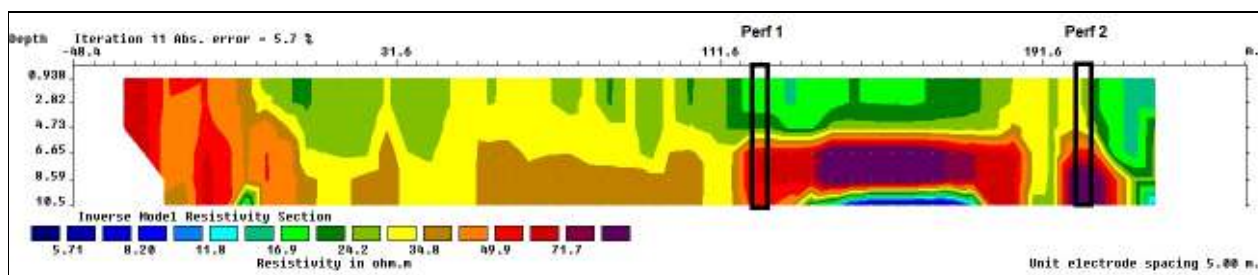 Perf 1 Perf 2
Depth Iteration 11 Abs. error = 5.7 %
-48.4 31.6 111.6 191.6 m.
0.938
2.82
4.73
6.65
8.59
10.5
Inverse Model Resistivity Section
5.71 8.20 11.8 16.9 24.2 34.8 49.9 71.7
Resistivity in ohm.m
Unit electrode spacing 5.00 m.